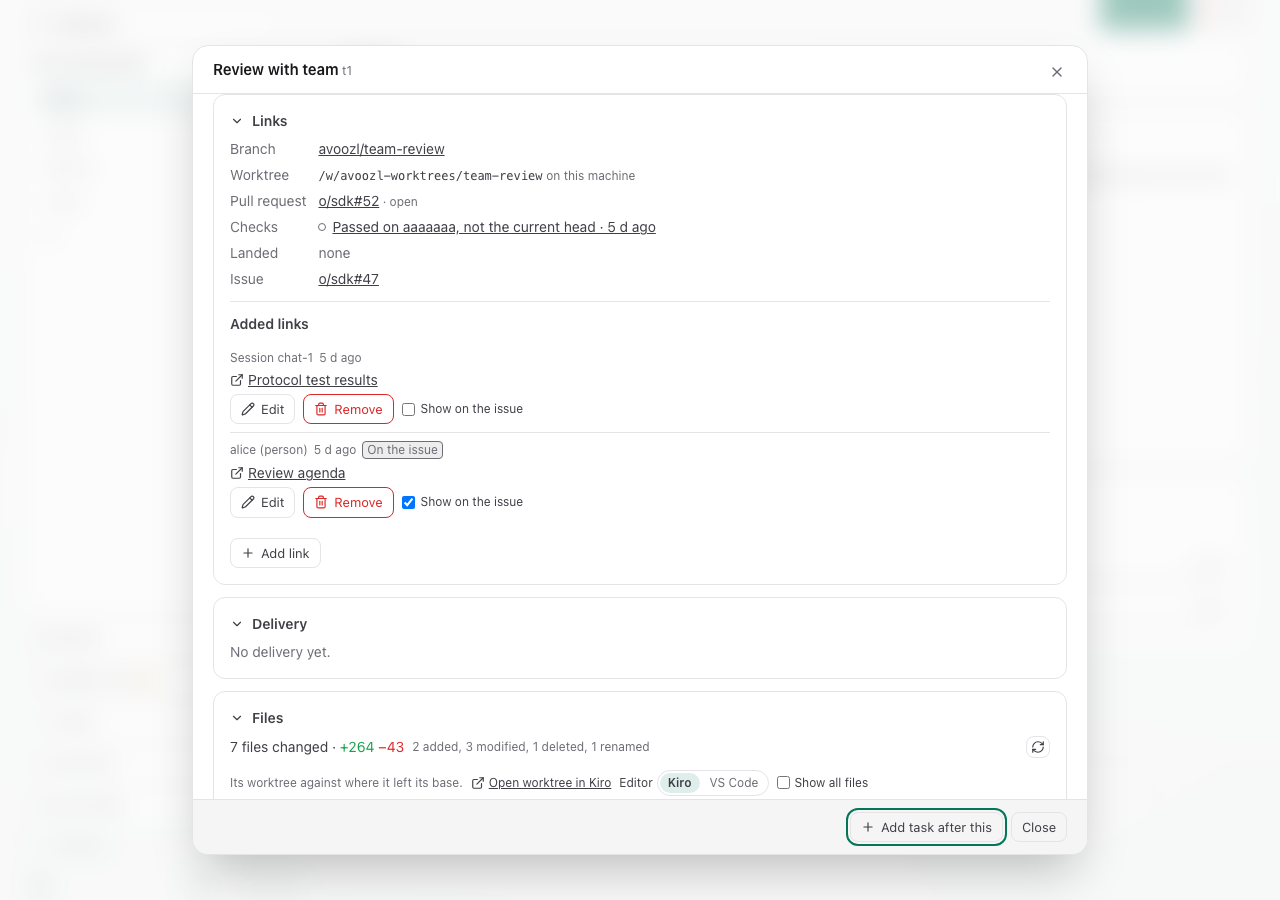 Review with team t1
Links
Branch avoozl/team-review
Worktree /w/avoozl-worktrees/team-review on this machine
Pull request o/sdk#52 · open
Checks Passed on aaaaaaa, not the current head · 5 d ago
Landed none
Issue o/sdk#47
Added links
Session chat-1 5 d ago
Protocol test results
Edit Remove Show on the issue
alice (person) 5 d ago On the issue
Review agenda
Edit Remove Show on the issue
Add link
Delivery
No delivery yet.
Files
7 files changed · +264 −43 2 added, 3 modified, 1 deleted, 1 renamed
Its worktree against where it left its base. Open worktree in Kiro Editor Kiro VS Code Show all files
Add task after this Close